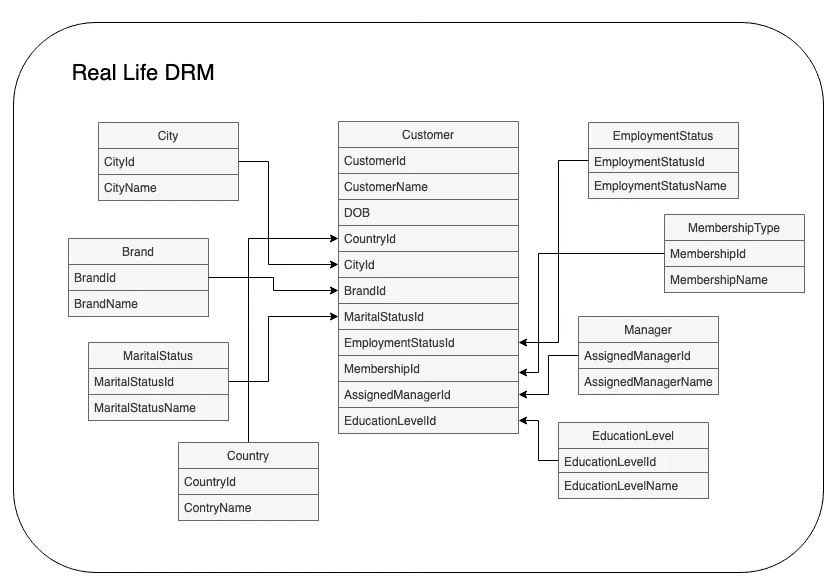 Real Life DRM
City
CityId
CityName
Brand
BrandId
BrandName
MaritalStatus
MaritalStatusId
MaritalStatusName
Country
CountryId
ContryName
Customer
CustomerId
CustomerName
DOB
CountryId
CityId
BrandId
MaritalStatusId
EmploymentStatusId
MembershipId
AssignedManagerId
EducationLevelId
EmploymentStatus
EmploymentStatusId
EmploymentStatusName
MembershipType
MembershipId
MembershipName
Manager
AssignedManagerId
AssignedManagerName
EducationLevel
EducationLevelId
EducationLevelName